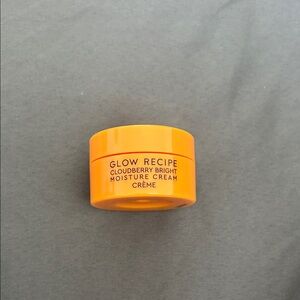 GLOW RECIPE
CLOUDBERRY BRIGHT
MOISTURE CREAM
CRÈME